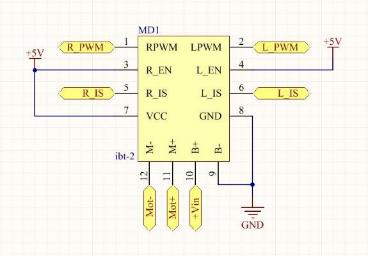 MD1
+5V
R_PWM 1 RPWM LPWM 2 L_PWM
+5V
3 R_EN L_EN 4
R_IS 5 R_IS L_IS 6 L_IS
7 VCC GND 8
M- M+ B+ B-
ibt-2
12 11 10 9
Mot- Mot+ +Vin
GND